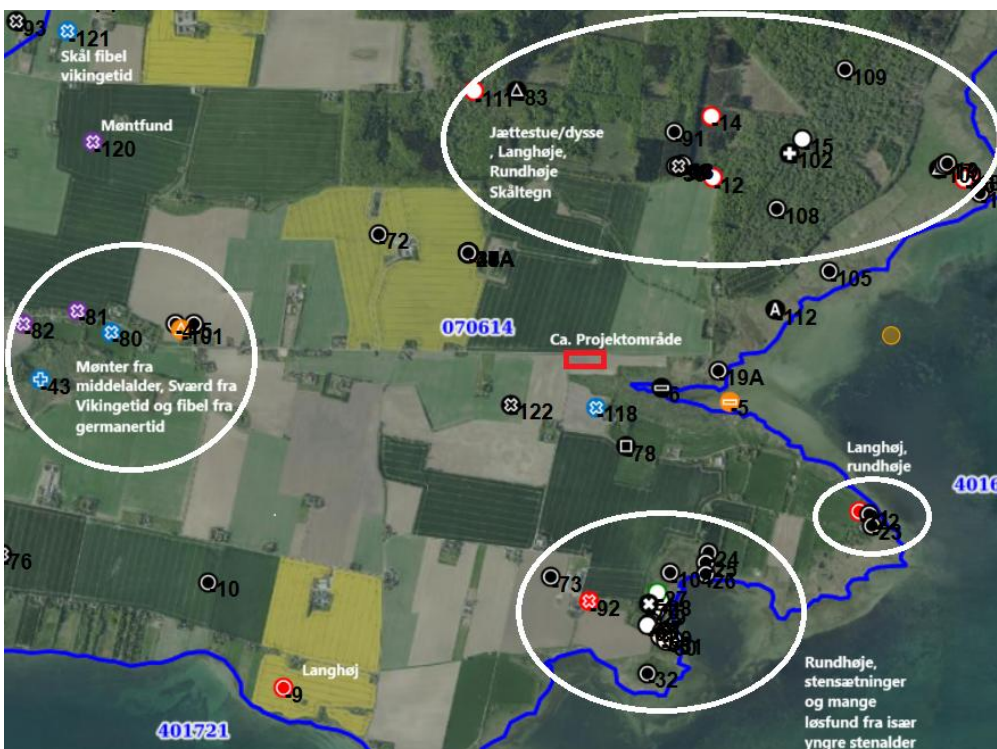 -93
-121
Skål fibel
vikingetid
Møntfund
-120
-111
-83
109
-14
-91
-15
102
-12
108
Jættestue/dysse
, Langhøje,
Rundhøje
Skåltegn
-72
105
112
070614
Ca. Projektområde
-81
-82
-80
-43
Mønter fra
middelalder, Sværd fra
Vikingetid og fibel fra
germanertid
19A
-6
-5
122
-118
-78
Langhøj,
rundhøje
4016
-76
-10
-73
-92
-24
-26
-32
Langhøj
-9
401721
Rundhøje,
stensætninger
og mange
løsfund fra især
yngre stenalder